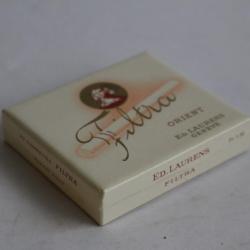 Filtra
ORIENT
ED. LAURENS
GENÈVE
FILTRA
ED. LAURENS
FILTRA